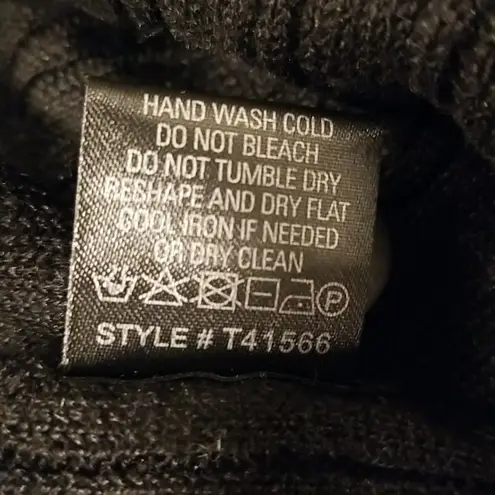 HAND WASH COLD
DO NOT BLEACH
DO NOT TUMBLE DRY
RESHAPE AND DRY FLAT
COOL IRON IF NEEDED
OR DRY CLEAN
P
STYLE # T41566